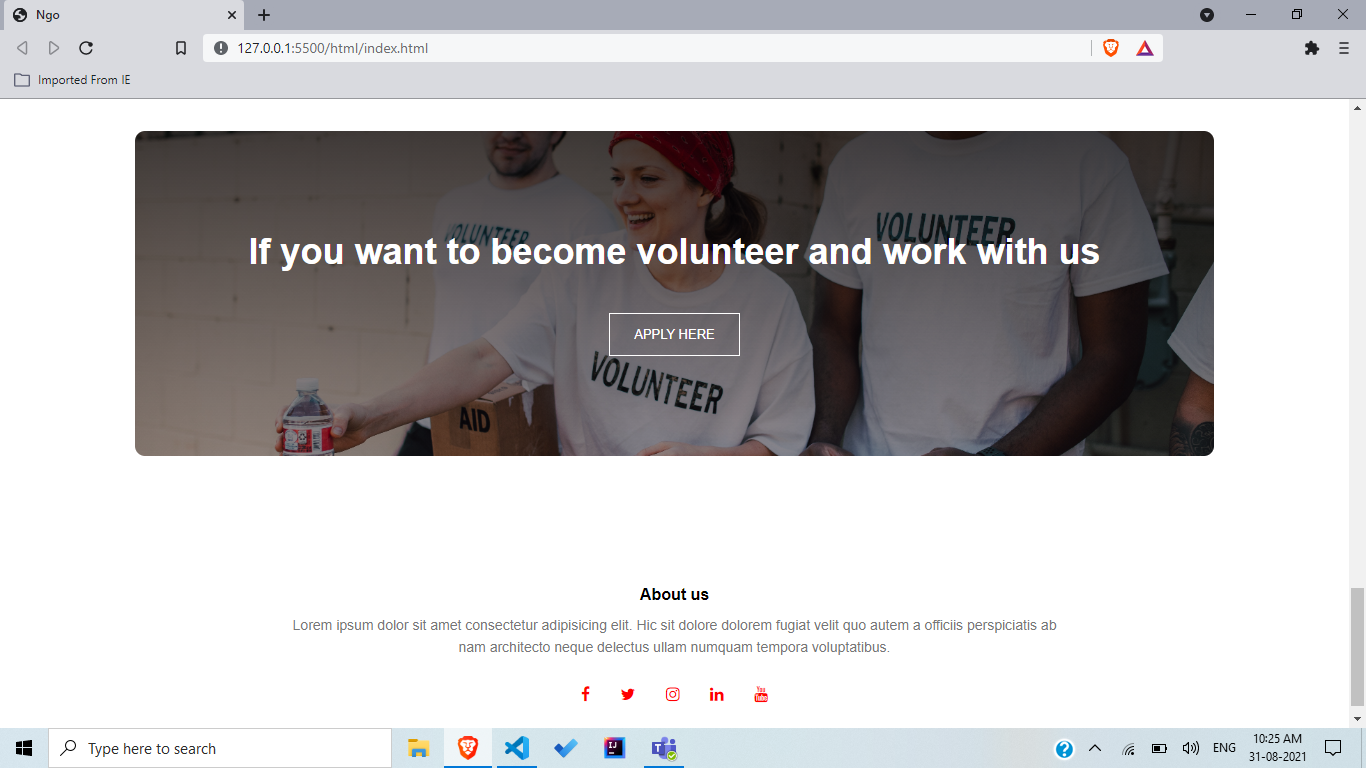 Ngo
127.0.0.1:5500/html/index.html
Imported From IE
VOLUNTEER
VOLUNTEER
If you want to become volunteer and work with us
APPLY HERE
VOLUNTEER
AID
About us
Lorem ipsum dolor sit amet consectetur adipisicing elit. Hic sit dolore dolorem fugiat velit quo autem a officiis perspiciatis ab
nam architecto neque delectus ullam numquam tempora voluptatibus.
You Tube
Type here to search
ENG
10:25 AM
31-08-2021